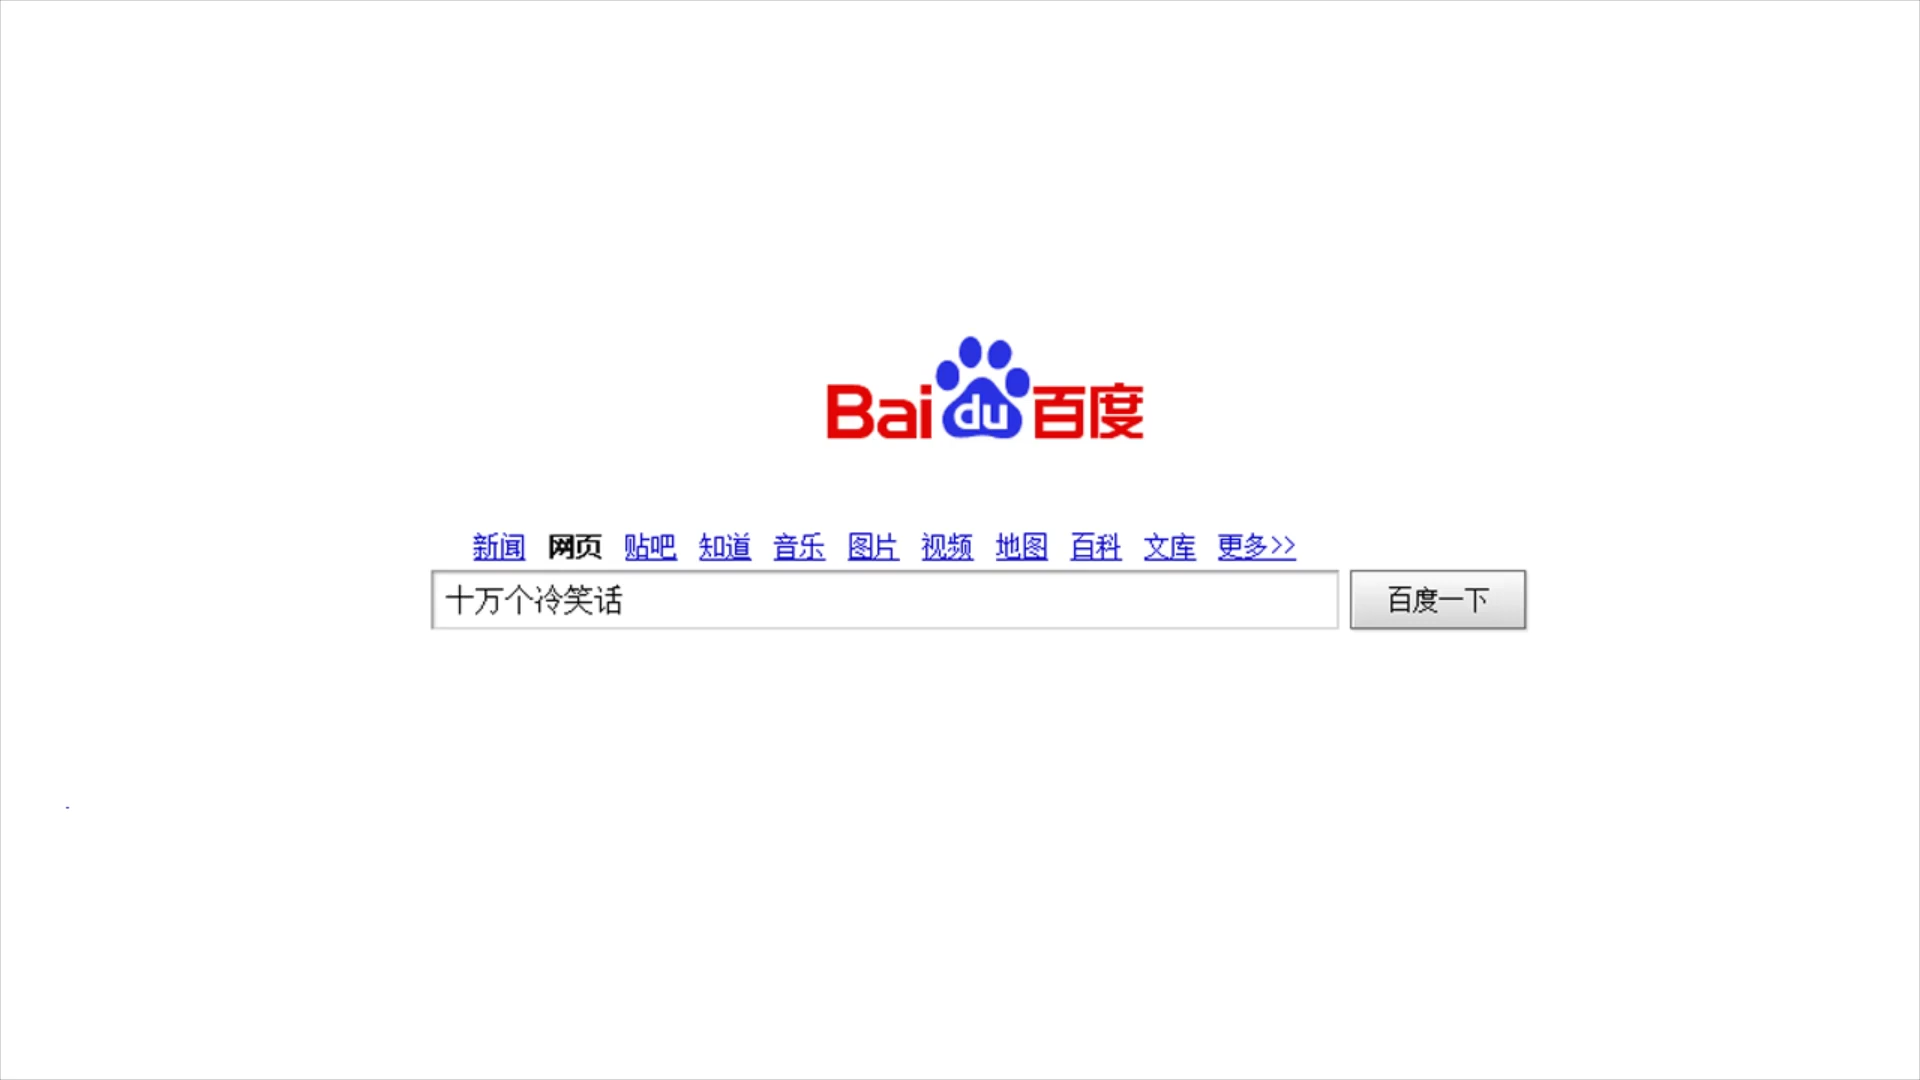 Bai du 百度
新闻 网页 贴吧 知道 音乐 图片 视频 地图 百科 文库 更多>>
十万个冷笑话 百度一下